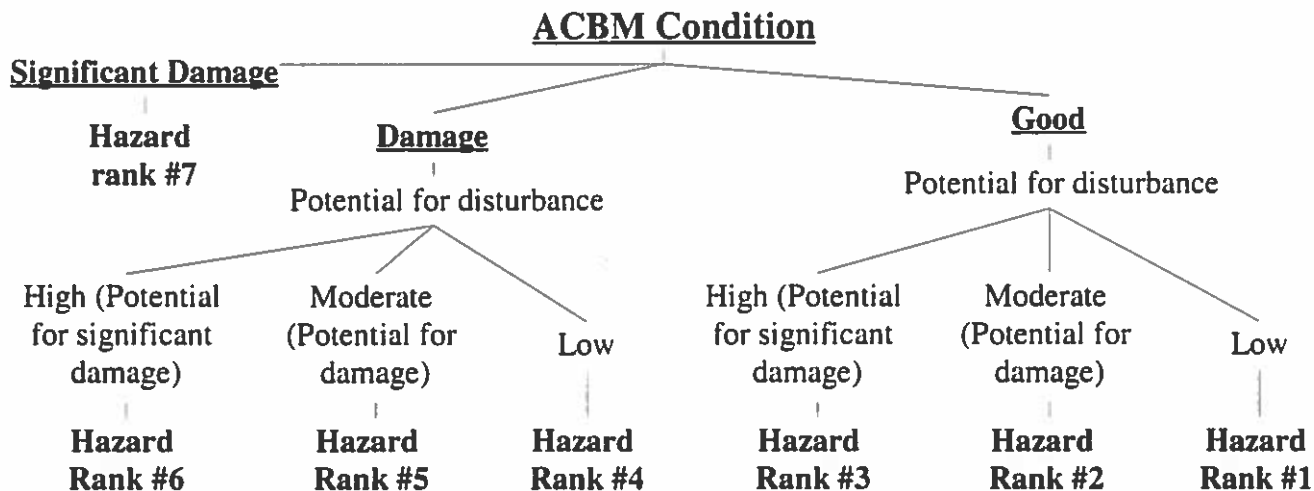 ACBM Condition
Significant Damage
Hazard
rank #7
Damage
Potential for disturbance
High (Potential
for significant
damage)
Hazard
Rank #6
Moderate
(Potential for
damage)
Hazard
Rank #5
Low
Hazard
Rank #4
Good
Potential for disturbance
High (Potential
for significant
damage)
Hazard
Rank #3
Moderate
(Potential for
damage)
Hazard
Rank #2
Low
Hazard
Rank #1